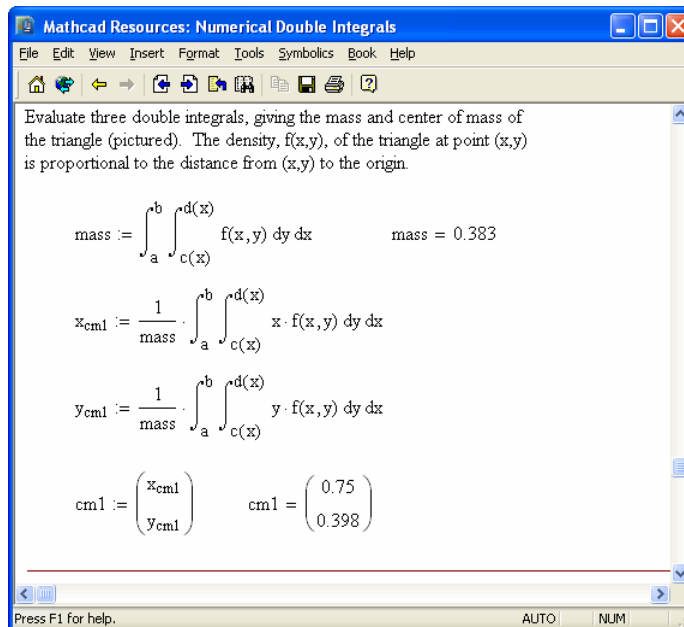 Mathcad Resources: Numerical Double Integrals
File Edit View Insert Format Tools Symbolics Book Help
Evaluate three double integrals, giving the mass and center of mass of
the triangle (pictured). The density, f(x,y), of the triangle at point (x,y)
is proportional to the distance from (x,y) to the origin.
mass := ∫_a^b ∫_c(x)^d(x) f(x,y) dy dx mass = 0.383
x_cm1 := 1/mass · ∫_a^b ∫_c(x)^d(x) x · f(x,y) dy dx
y_cm1 := 1/mass · ∫_a^b ∫_c(x)^d(x) y · f(x,y) dy dx
cm1 := (x_cm1 y_cm1) cm1 = (0.75 0.398)
Press F1 for help. AUTO NUM